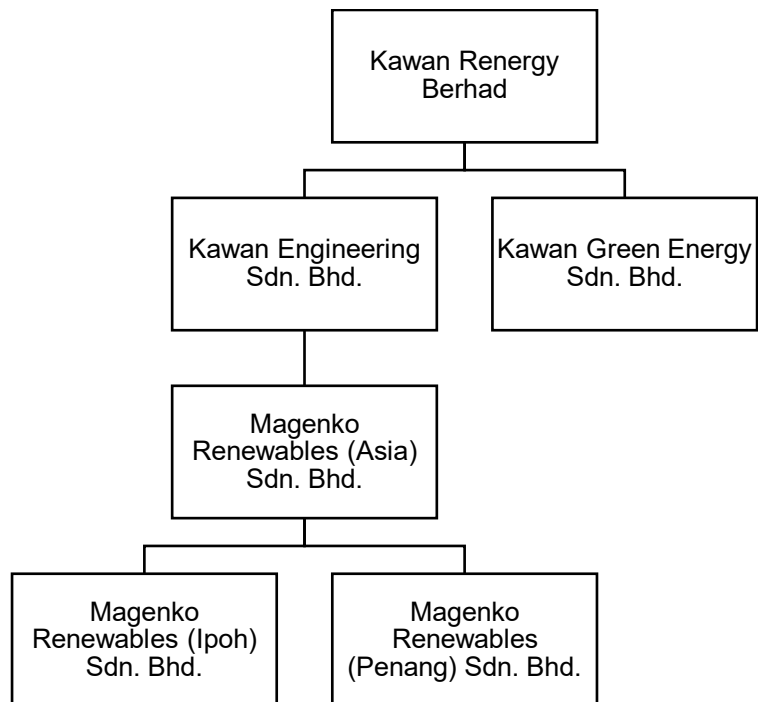 Kawan Renergy
Berhad
Kawan Engineering
Sdn. Bhd.
Kawan Green Energy
Sdn. Bhd.
Magenko
Renewables (Asia)
Sdn. Bhd.
Magenko
Renewables (Ipoh)
Sdn. Bhd.
Magenko
Renewables
(Penang) Sdn. Bhd.